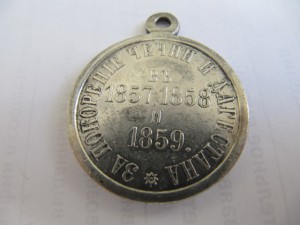 ЗА ПОКОРЕНІЕ ЧЕЧНИ И ДАГЕСТАНА
ВЪ
1857, 1858
И
1859.